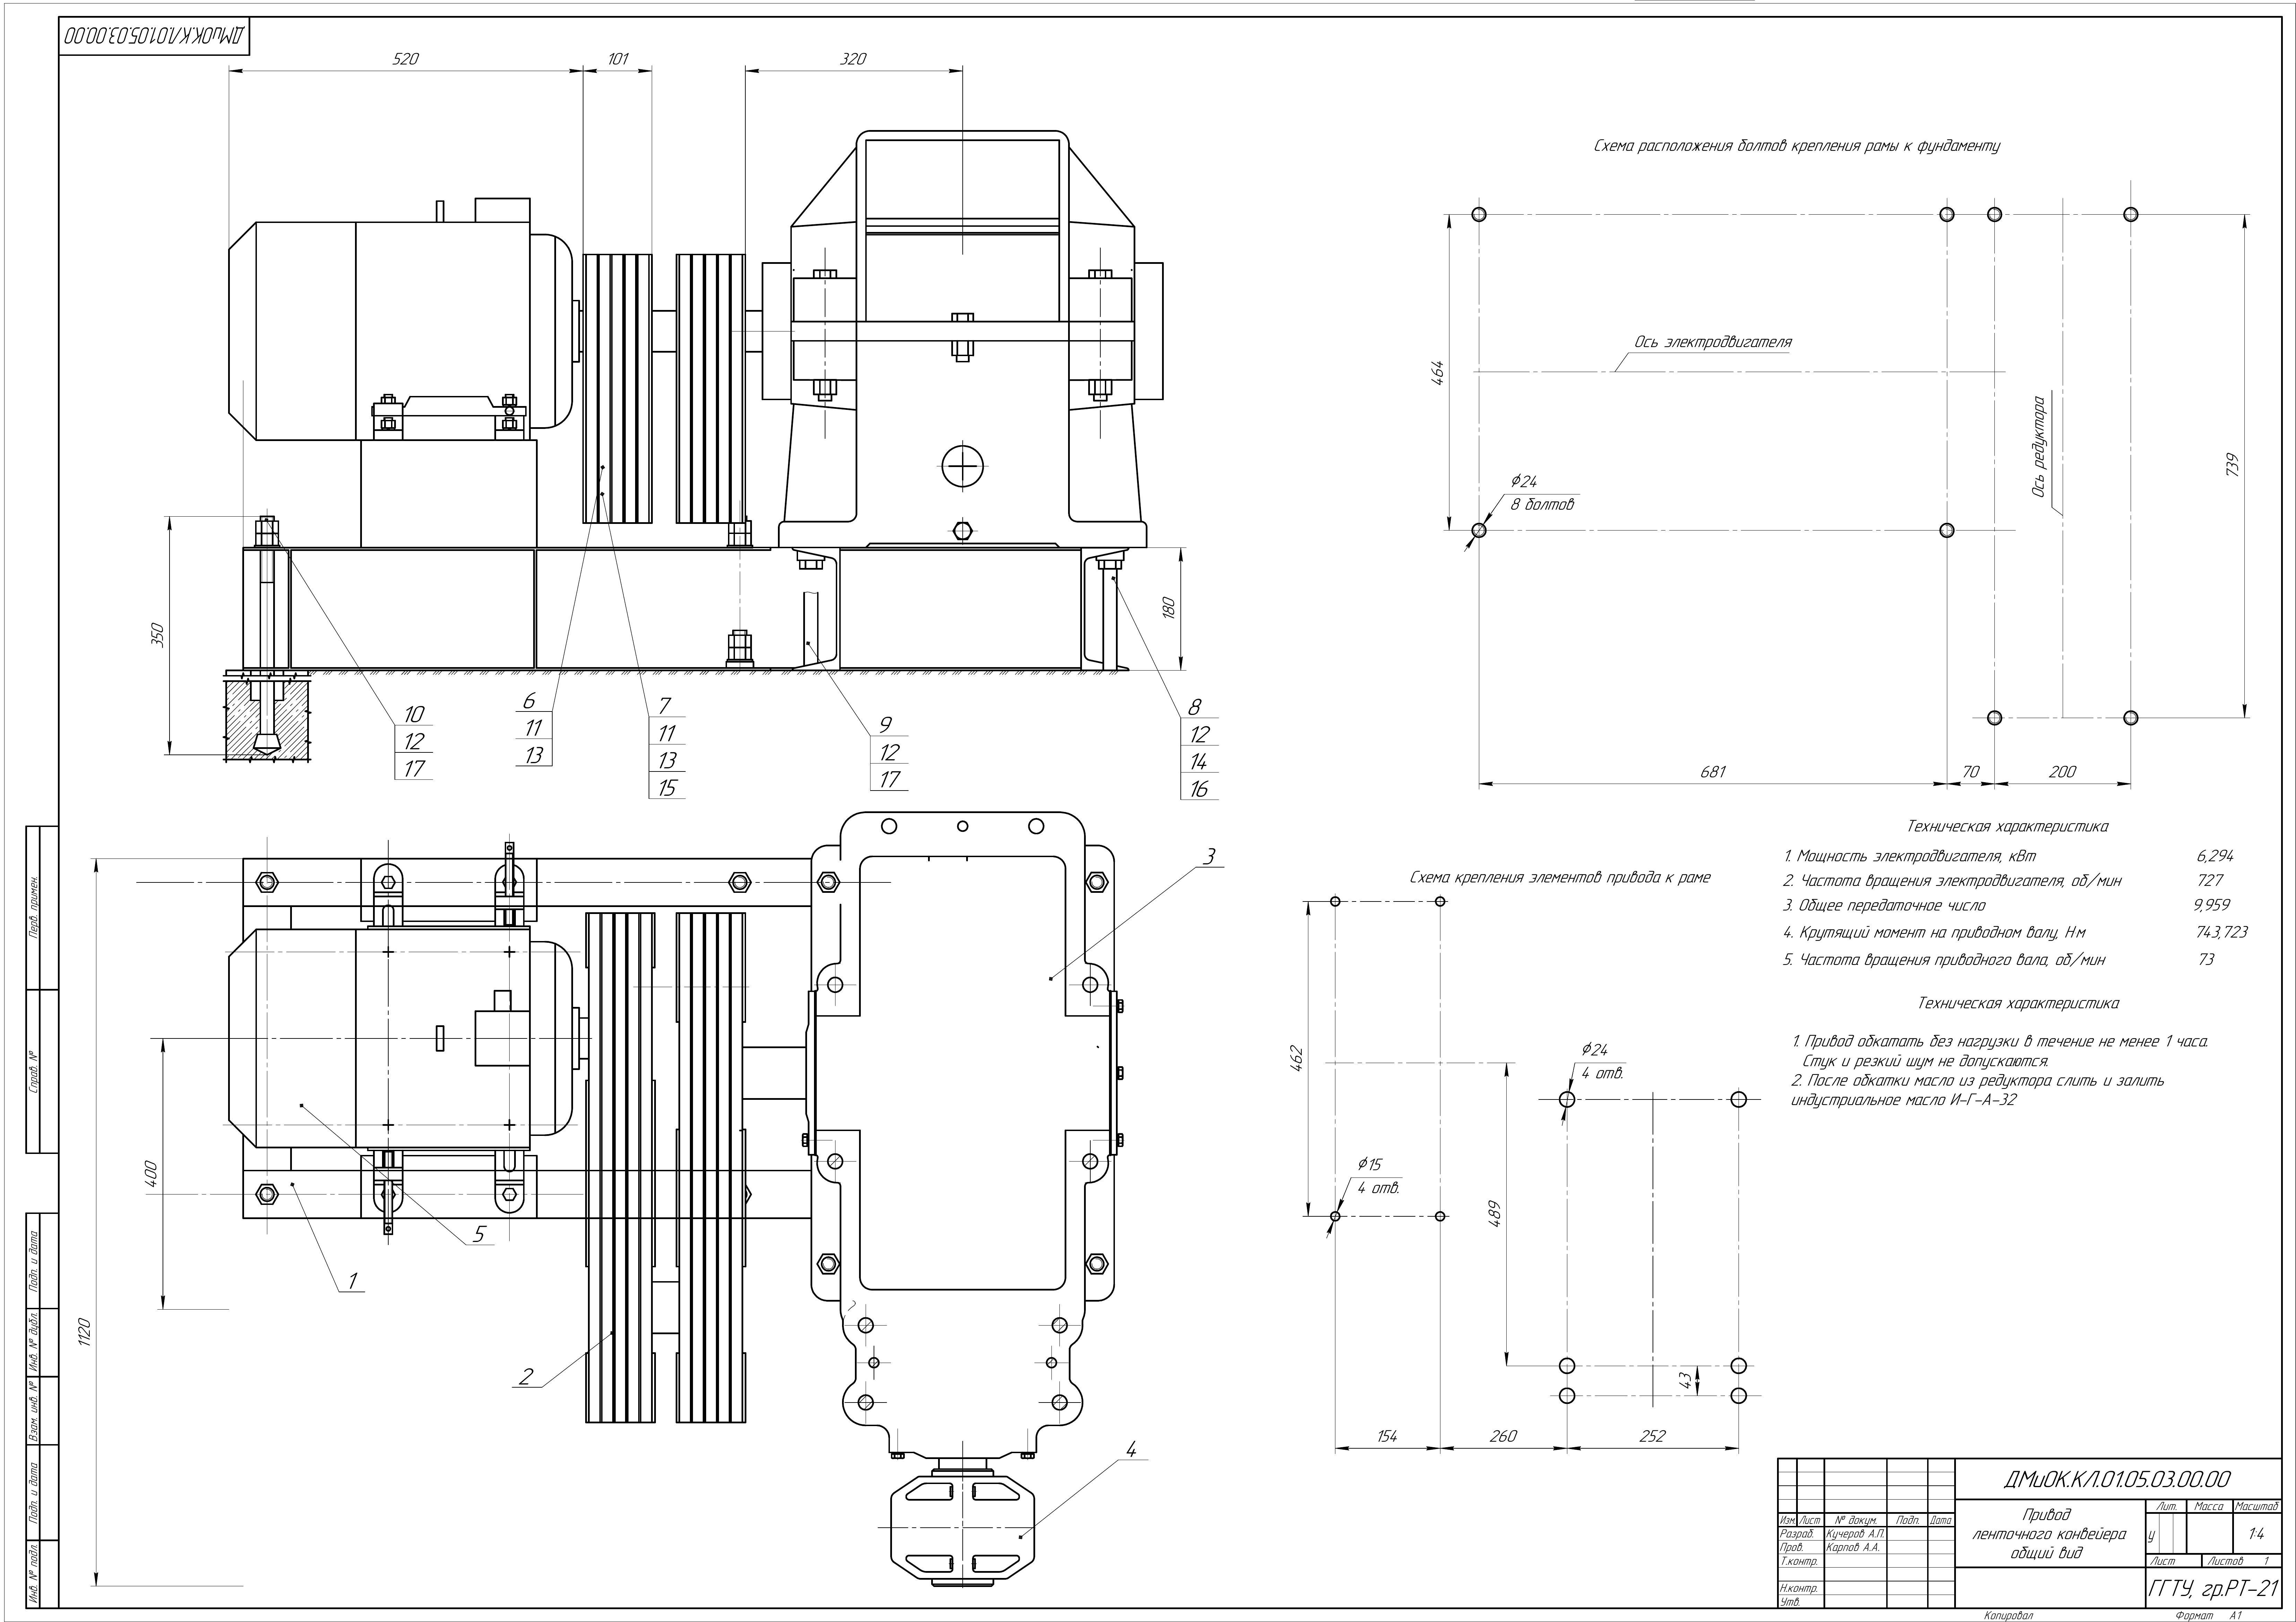 ДМиОК.КЛ.01.05.03.00.00
520
101
320
350
180
10
12
17
6
11
13
7
11
13
15
9
12
17
8
12
14
16
Схема расположения болтов крепления рамы к фундаменту
Ось электродвигателя
Ось редуктора
464
739
⌀24
8 болтов
681
70
200
1120
400
1
2
3
4
5
Схема крепления элементов привода к раме
462
489
⌀24
4 отв.
⌀15
4 отв.
43
154
260
252
Техническая характеристика
1. Мощность электродвигателя, кВт 6,294
2. Частота вращения электродвигателя, об/мин 727
3. Общее передаточное число 9,959
4. Крутящий момент на приводном валу, Нм 743,723
5. Частота вращения приводного вала, об/мин 73
Техническая характеристика
1. Привод обкатать без нагрузки в течение не менее 1 часа.
Стук и резкий шум не допускаются.
2. После обкатки масло из редуктора слить и залить
индустриальное масло И-Г-А-32
Перв. примен.
Справ. №
Подп. и дата
Инв. № дубл.
Взам. инв. №
Подп. и дата
Инв. № подл.
ДМиОК.КЛ.01.05.03.00.00
Изм. Лист № докум. Подп. Дата
Разраб. Кучеров А.П.
Пров. Карпов А.А.
Т.контр.
Н.контр.
Утв.
Привод
ленточного конвейера
общий вид
Лит. Масса Масштаб
у 1:4
Лист Листов 1
ГГТУ, гр.РТ-21
Копировал Формат А1